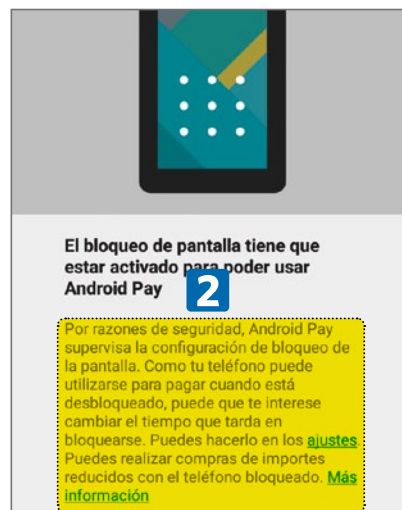 El bloqueo de pantalla tiene que
estar activado para poder usar
Android Pay
2
Por razones de seguridad, Android Pay
supervisa la configuración de bloqueo de
la pantalla. Como tu teléfono puede
utilizarse para pagar cuando está
desbloqueado, puede que te interese
cambiar el tiempo que tarda en
bloquearse. Puedes hacerlo en los ajustes.
Puedes realizar compras de importes
reducidos con el teléfono bloqueado. Más
información